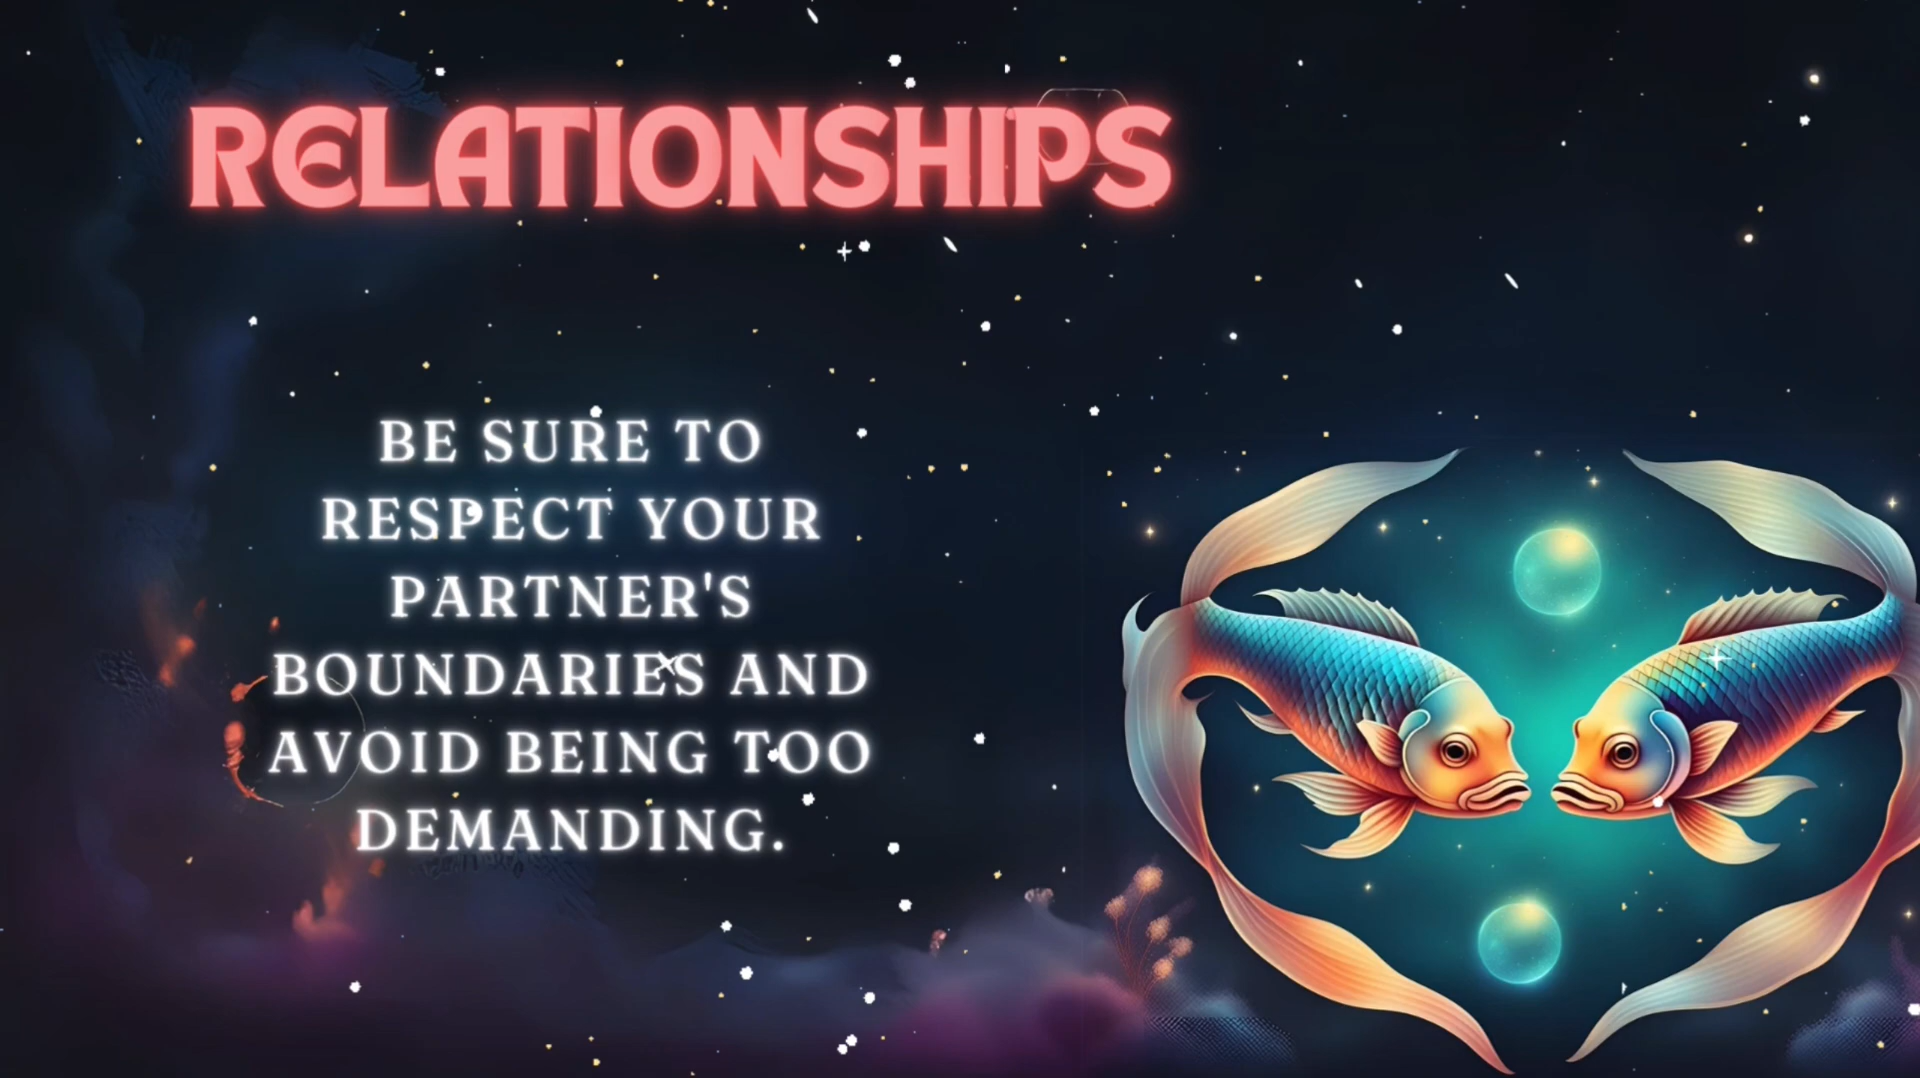 RELATIONSHIPS
BE SURE TO
RESPECT YOUR
PARTNER'S
BOUNDARIES AND
AVOID BEING TOO
DEMANDING.